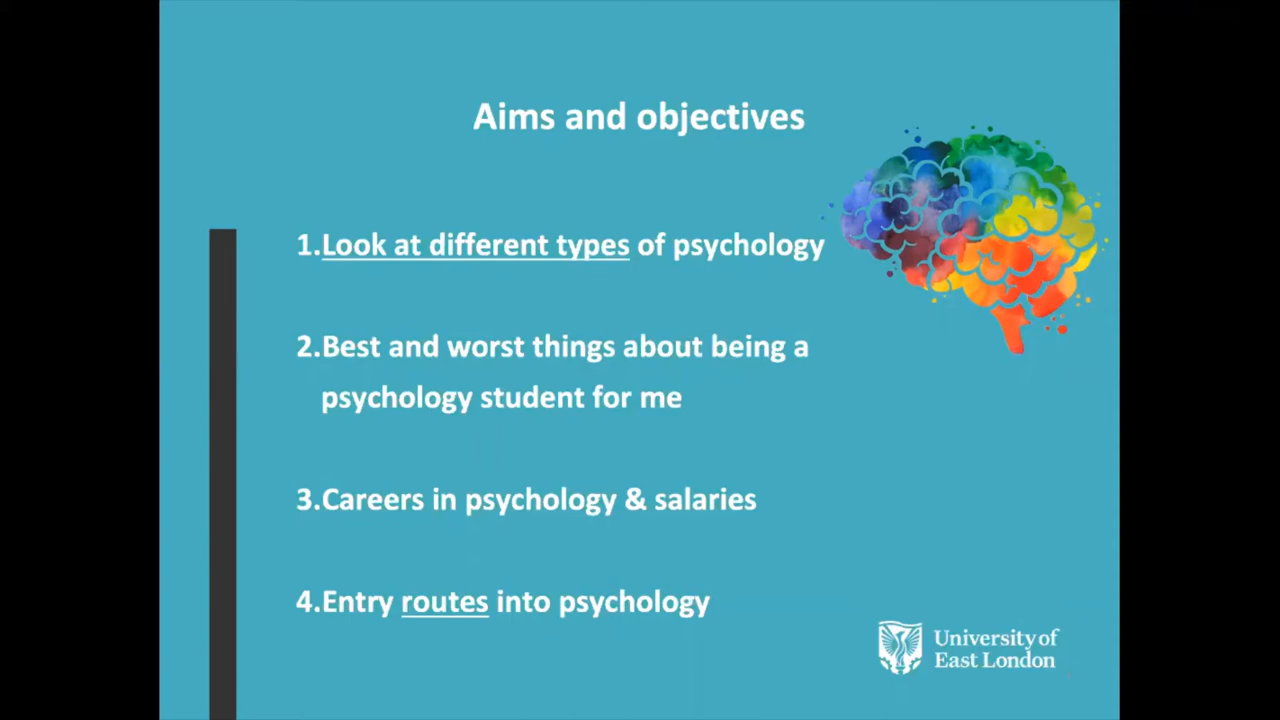 Aims and objectives
1.Look at different types of psychology
2.Best and worst things about being a
psychology student for me
3.Careers in psychology & salaries
4.Entry routes into psychology
University of
East London